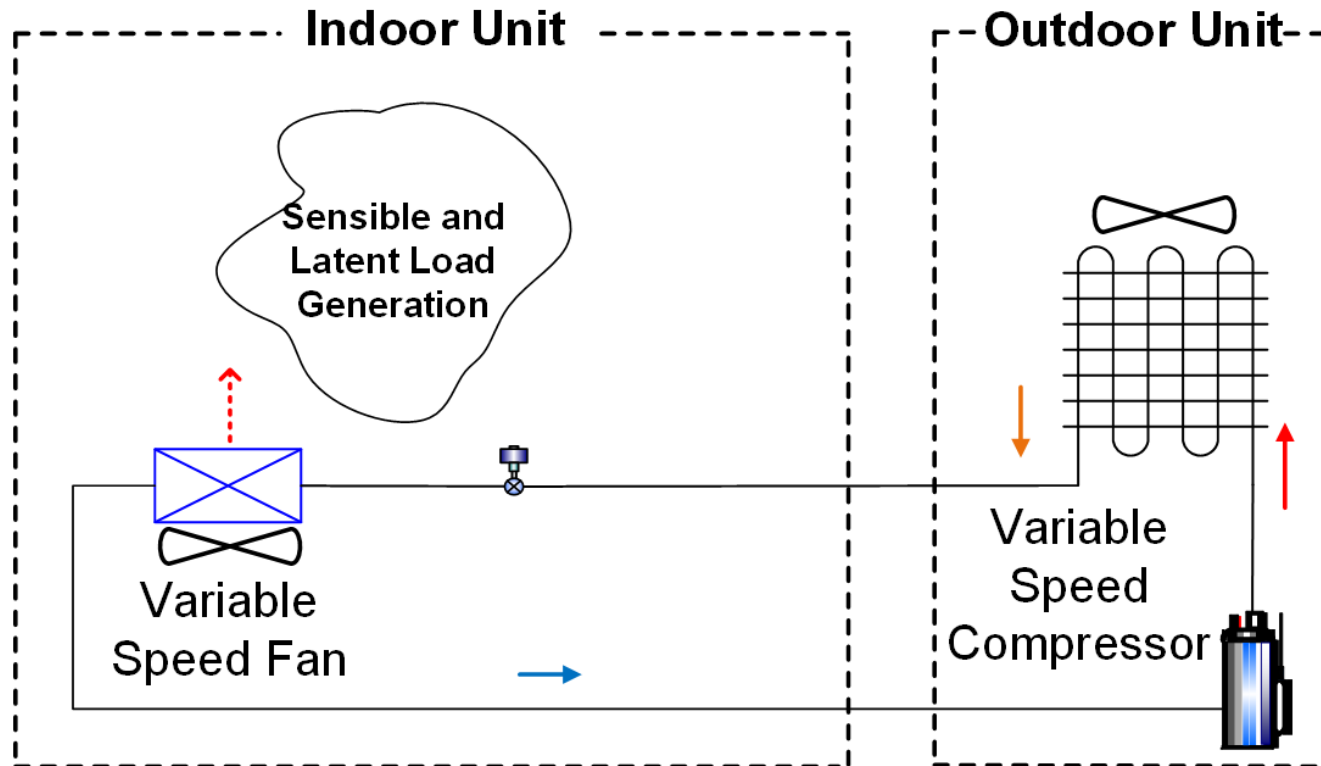 Indoor Unit
Outdoor Unit
Sensible and
Latent Load
Generation
Variable
Speed Fan
Variable
Speed
Compressor